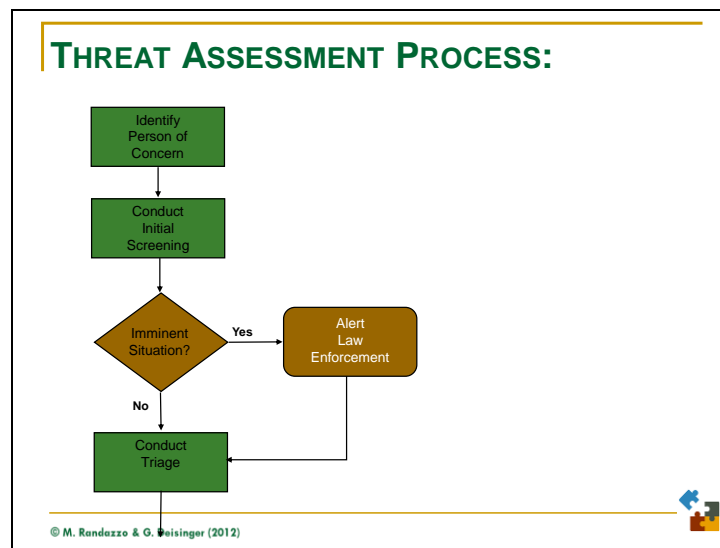 THREAT ASSESSMENT PROCESS:
Identify
Person of
Concern
Conduct
Initial
Screening
Imminent
Situation?
Yes
Alert
Law
Enforcement
No
Conduct
Triage
© M. Randazzo & G. Deisinger (2012)